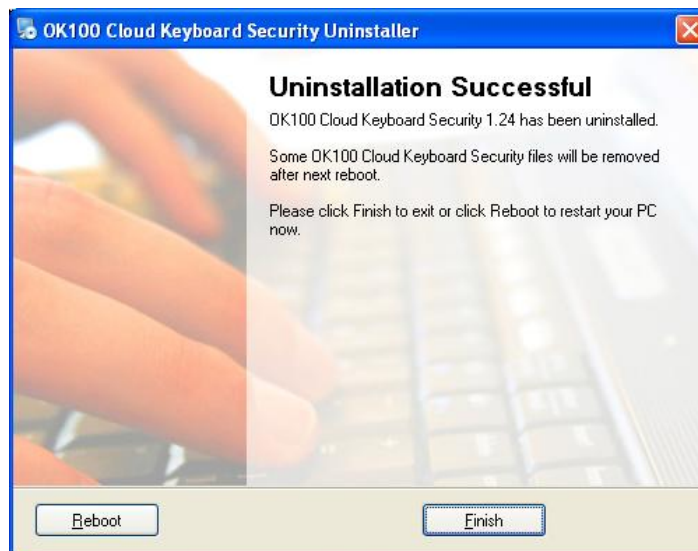 OK100 Cloud Keyboard Security Uninstaller
Uninstallation Successful
OK100 Cloud Keyboard Security 1.24 has been uninstalled.
Some OK100 Cloud Keyboard Security files will be removed
after next reboot.
Please click Finish to exit or click Reboot to restart your PC
now.
Reboot
Finish